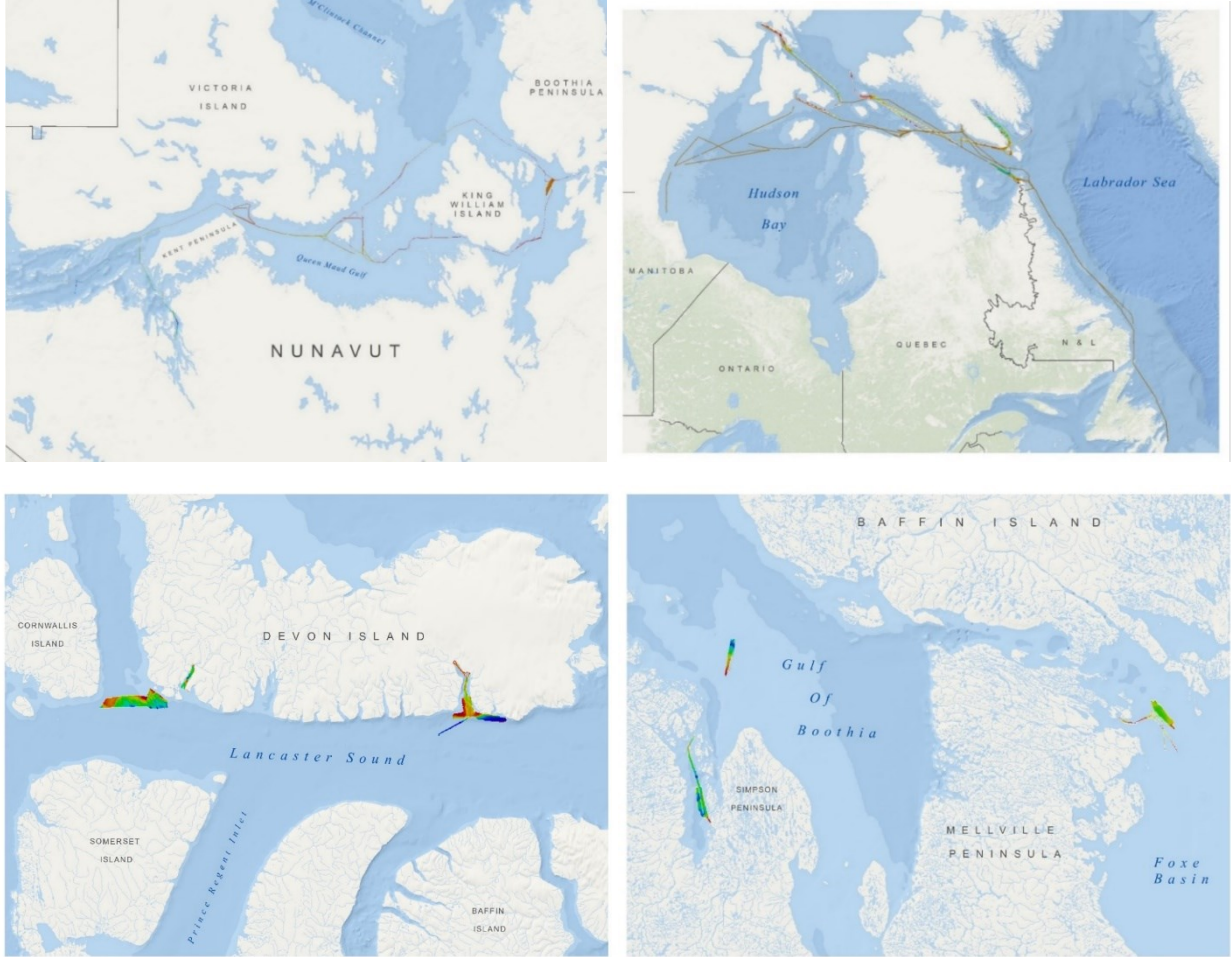 M'Clintock Channel
VICTORIA
ISLAND
BOOTHIA
PENINSULA
KING
WILLIAM
ISLAND
KENT PENINSULA
Queen Maud Gulf
NUNAVUT
Hudson
Bay
Labrador Sea
MANITOBA
ONTARIO
QUEBEC
N & L
CORNWALLIS
ISLAND
DEVON ISLAND
Lancaster Sound
SOMERSET
ISLAND
Prince Regent Inlet
BAFFIN
ISLAND
BAFFIN ISLAND
Gulf
Of
Boothia
SIMPSON
PENINSULA
MELLVILLE
PENINSULA
Foxe
Basin